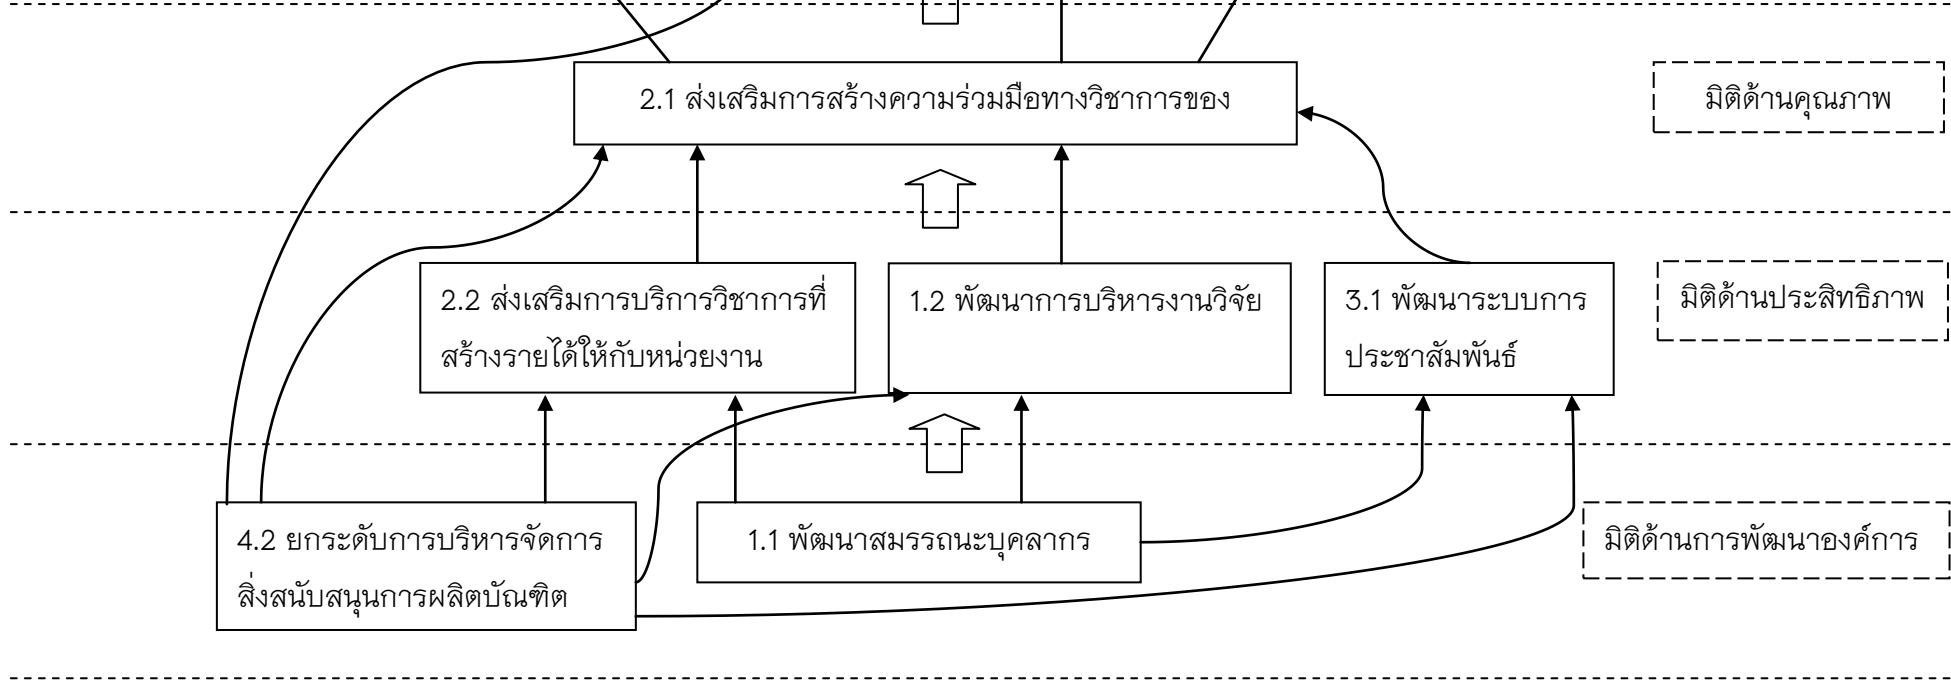 2.1 ส่งเสริมการสร้างความร่วมมือทางวิชาการของ
มิติด้านคุณภาพ
2.2 ส่งเสริมการบริการวิชาการที่
สร้างรายได้ให้กับหน่วยงาน
1.2 พัฒนาการบริหารงานวิจัย
3.1 พัฒนาระบบการ
ประชาสัมพันธ์
มิติด้านประสิทธิภาพ
4.2 ยกระดับการบริหารจัดการ
สิ่งสนับสนุนการผลิตบัณฑิต
1.1 พัฒนาสมรรถนะบุคลากร
มิติด้านการพัฒนาองค์การ